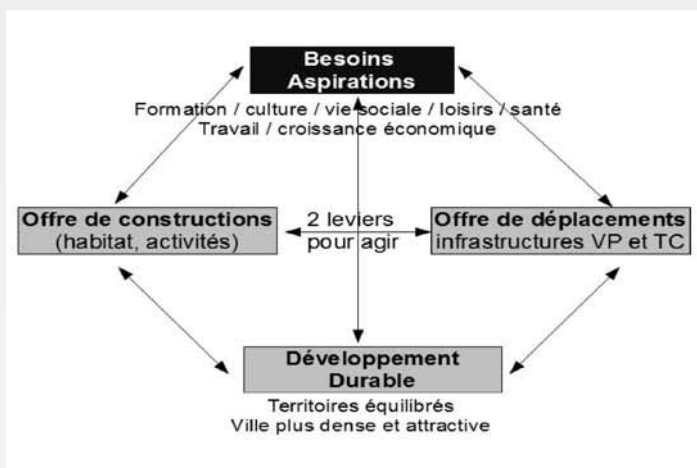 Besoins
Aspirations
Formation / culture / vie sociale / loisirs / santé
Travail / croissance économique
Offre de constructions
(habitat, activités)
2 leviers
pour agir
Offre de déplacements
infrastructures VP et TC
Développement
Durable
Territoires équilibrés
Ville plus dense et attractive